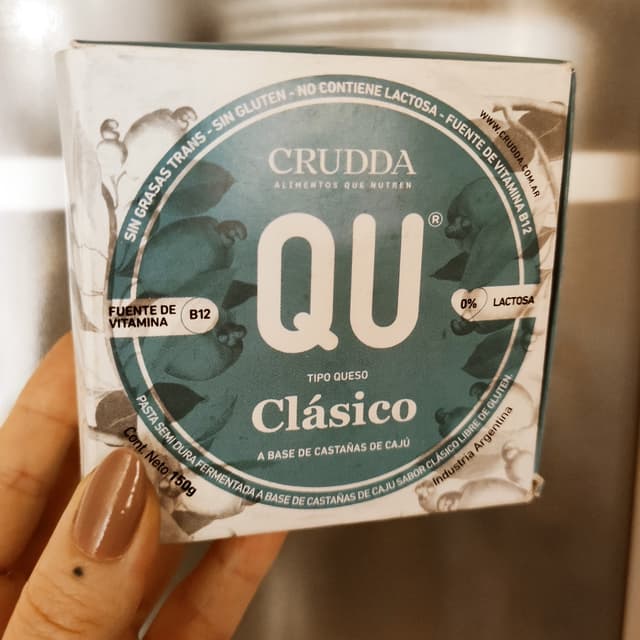 SIN GRASAS TRANS - SIN GLUTEN - NO CONTIENE LACTOSA - FUENTE DE VITAMINA B12
WWW.CRUDDA.COM.AR
CRUDDA
ALIMENTOS QUE NUTREN
QU®
FUENTE DE
VITAMINA
B12
0%
LACTOSA
TIPO QUESO
Clásico
A BASE DE CASTAÑAS DE CAJÚ
PASTA SEMI DURA FERMENTADA A BASE DE CASTAÑAS DE CAJU SABOR CLÁSICO LIBRE DE GLUTEN.
Cont. Neto 150g
Industria Argentina